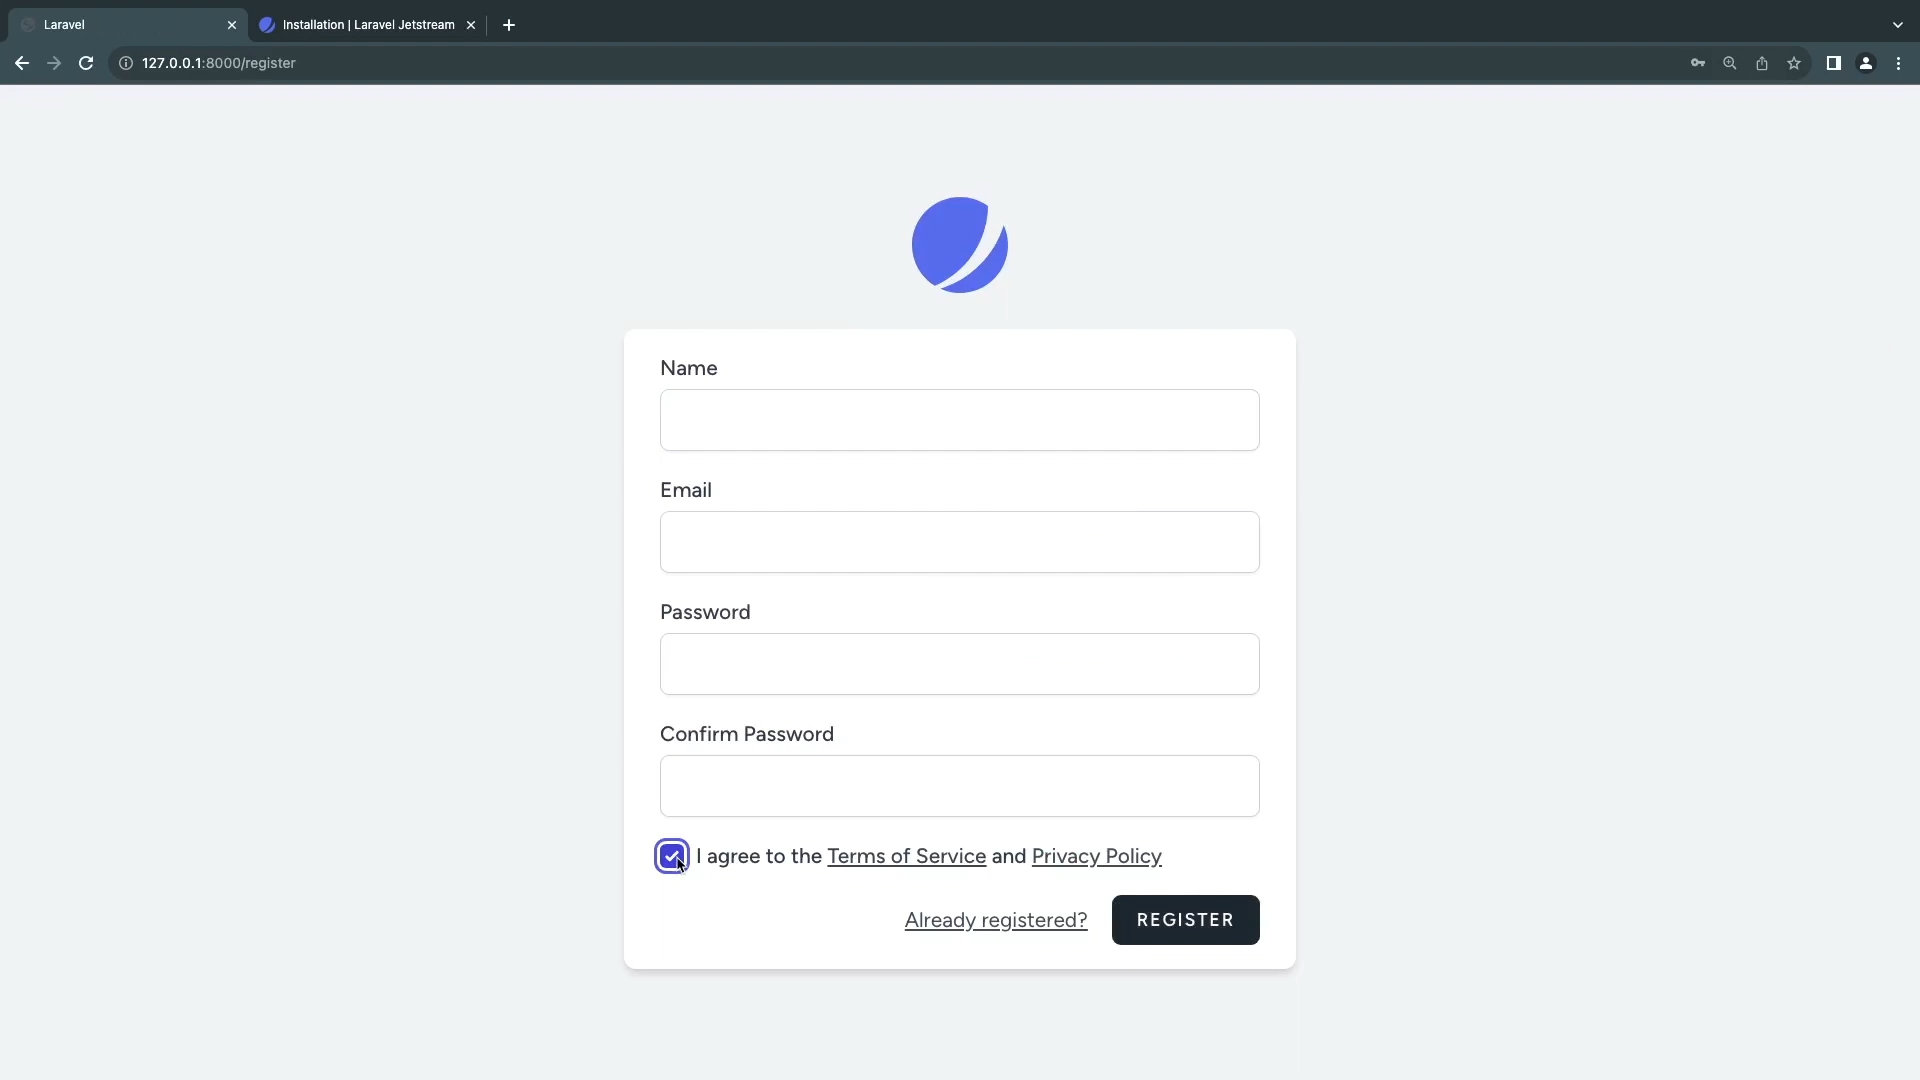 Laravel
Installation | Laravel Jetstream
127.0.0.1:8000/register
Name
Email
Password
Confirm Password
I agree to the Terms of Service and Privacy Policy
Already registered?
REGISTER